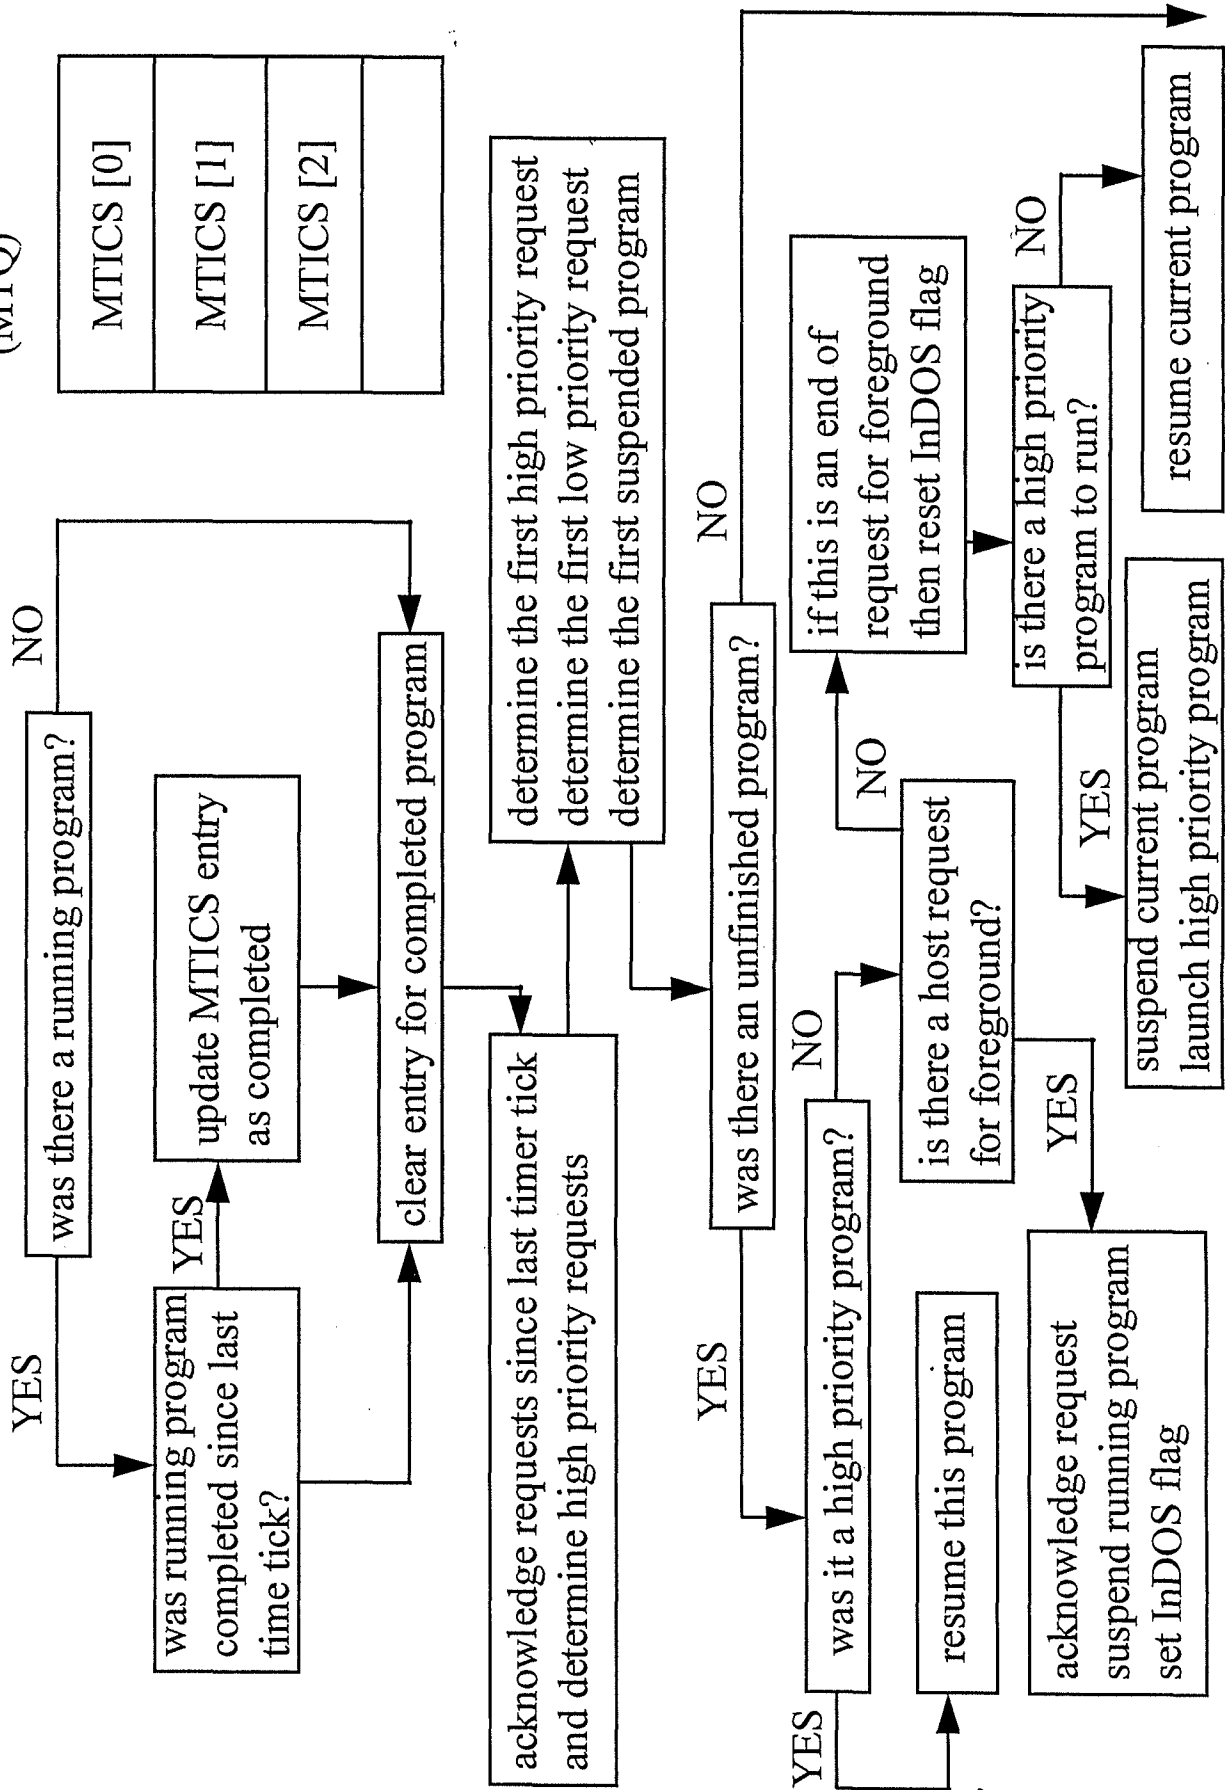 (MTQ)
MTICS [0]
MTICS [1]
MTICS [2]
was there a running program?
YES
NO
was running program
completed since last
time tick?
YES
update MTICS entry
as completed
clear entry for completed program
acknowledge requests since last timer tick
and determine high priority requests
determine the first high priority request
determine the first low priority request
determine the first suspended program
was there an unfinished program?
YES
NO
was it a high priority program?
YES
NO
resume this program
is there a host request
for foreground?
NO
YES
if this is an end of
request for foreground
then reset InDOS flag
acknowledge request
suspend running program
set InDOS flag
is there a high priority
program to run?
YES
NO
suspend current program
launch high priority program
resume current program